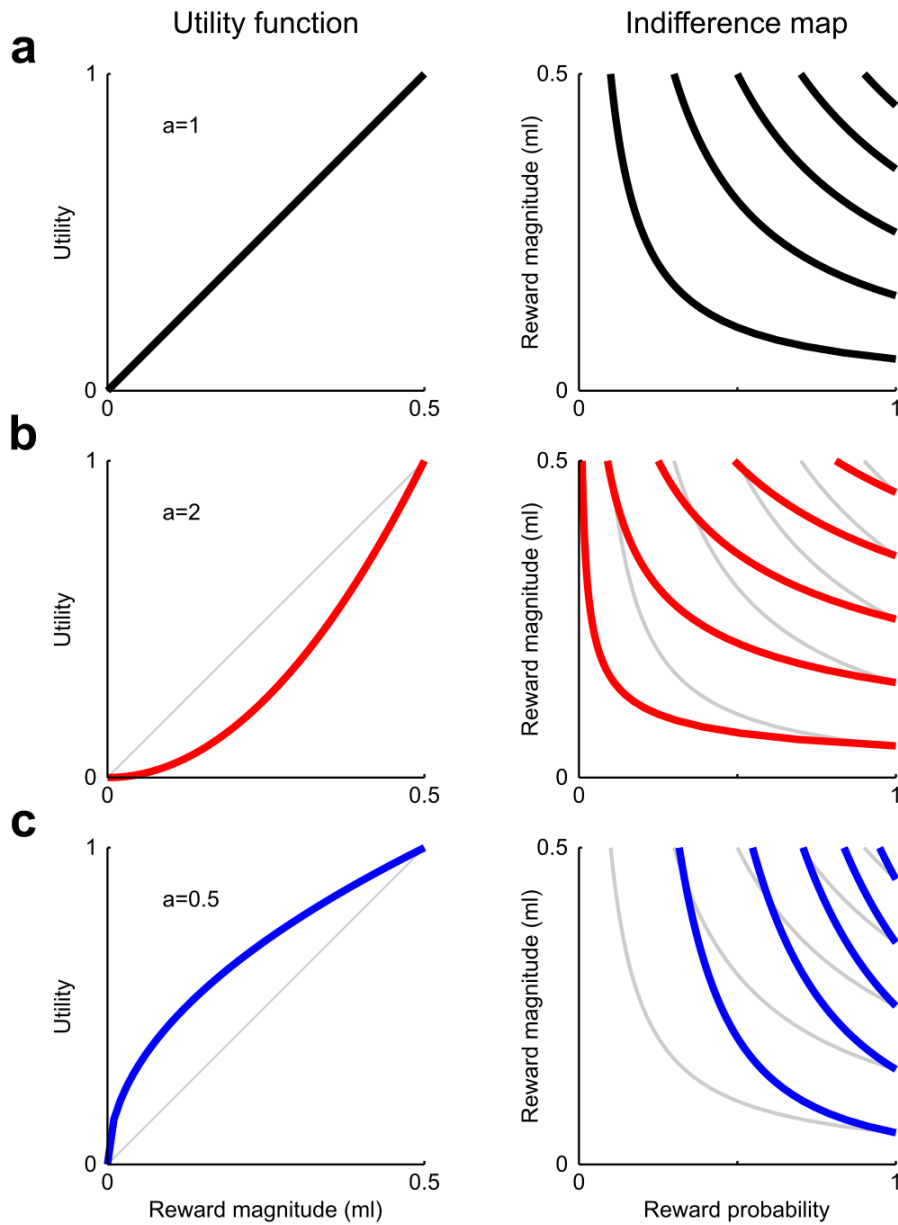 Utility function
Indifference map
a
1
a=1
Utility
0
0
0.5
0.5
Reward magnitude (ml)
0
0
1
b
1
a=2
Utility
0
0
0.5
0.5
Reward magnitude (ml)
0
0
1
c
1
a=0.5
Utility
0
0
0.5
Reward magnitude (ml)
0.5
Reward magnitude (ml)
0
0
1
Reward probability